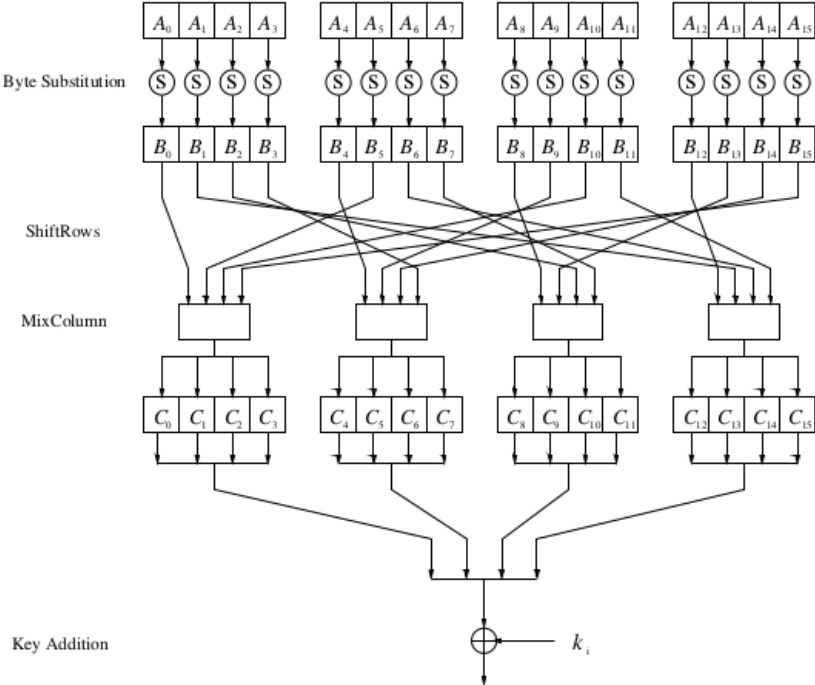 A₀ A₁ A₂ A₃ A₄ A₅ A₆ A₇ A₈ A₉ A₁₀ A₁₁ A₁₂ A₁₃ A₁₄ A₁₅
Byte Substitution S S S S S S S S S S S S S S S S
B₀ B₁ B₂ B₃ B₄ B₅ B₆ B₇ B₈ B₉ B₁₀ B₁₁ B₁₂ B₁₃ B₁₄ B₁₅
ShiftRows
MixColumn
C₀ C₁ C₂ C₃ C₄ C₅ C₆ C₇ C₈ C₉ C₁₀ C₁₁ C₁₂ C₁₃ C₁₄ C₁₅
Key Addition kᵢ